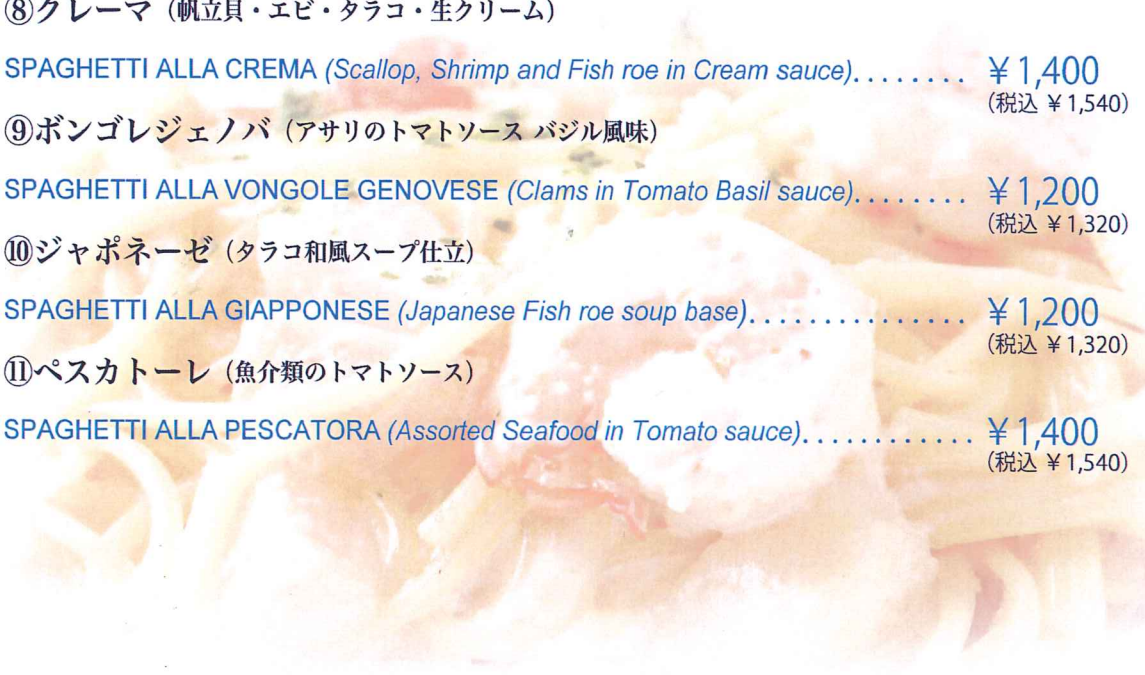 ⑧クレーマ（帆立貝・エビ・タラコ・生クリーム）
SPAGHETTI ALLA CREMA (Scallop, Shrimp and Fish roe in Cream sauce)........ ¥1,400
（税込 ¥1,540）
⑨ボンゴレジェノバ（アサリのトマトソース バジル風味）
SPAGHETTI ALLA VONGOLE GENOVESE (Clams in Tomato Basil sauce)........ ¥1,200
（税込 ¥1,320）
⑩ジャポネーゼ（タラコ和風スープ仕立）
SPAGHETTI ALLA GIAPPONESE (Japanese Fish roe soup base)............... ¥1,200
（税込 ¥1,320）
⑪ペスカトーレ（魚介類のトマトソース）
SPAGHETTI ALLA PESCATORA (Assorted Seafood in Tomato sauce)............ ¥1,400
（税込 ¥1,540）